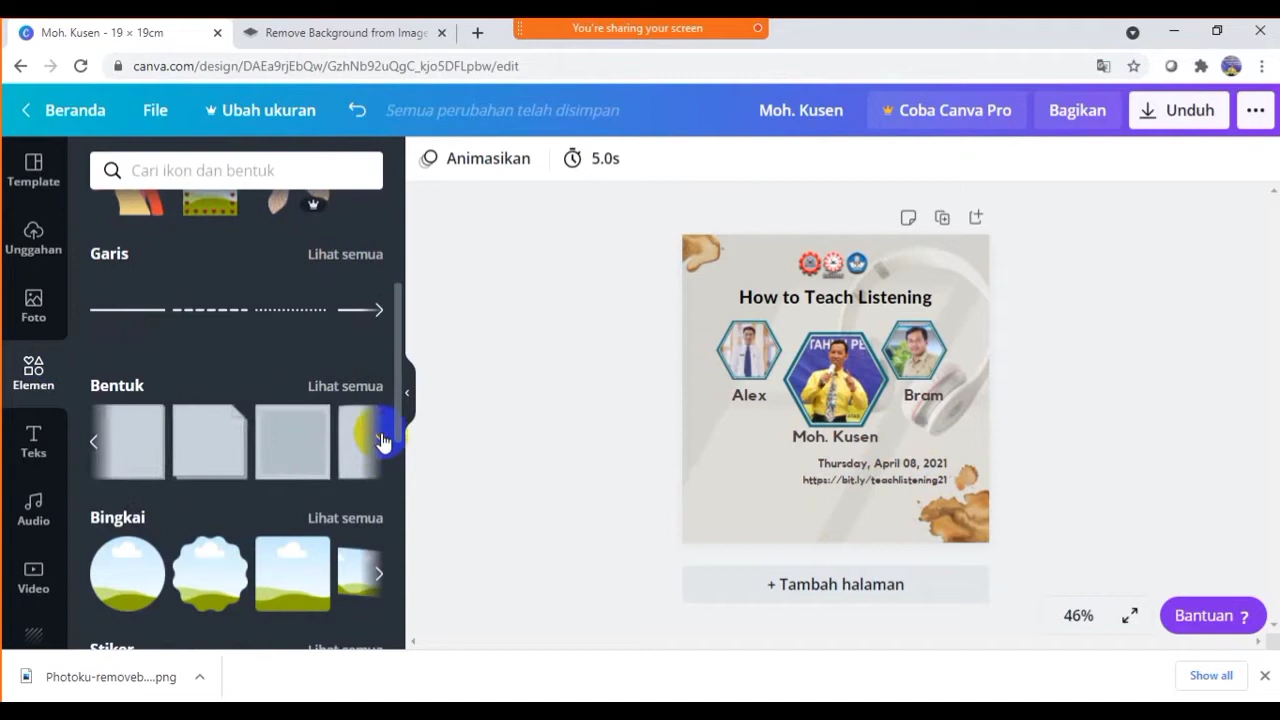 Moh. Kusen - 19 × 19cm
Remove Background from Image
You're sharing your screen
canva.com/design/DAEa9rjEbQw/GzhNb92uQgC_kjo5DFLpbw/edit
Beranda
File
Ubah ukuran
Semua perubahan telah disimpan
Moh. Kusen
Coba Canva Pro
Bagikan
Unduh
Template
Unggahan
Foto
Elemen
Teks
Audio
Video
Cari ikon dan bentuk
Garis
Lihat semua
Bentuk
Lihat semua
Bingkai
Lihat semua
Stiker
Lihat semua
Animasikan
5.0s
How to Teach Listening
Alex
Bram
Moh. Kusen
Thursday, April 08, 2021
https://bit.ly/teachlistening21
+ Tambah halaman
46%
Bantuan ?
Photoku-removeb....png
Show all